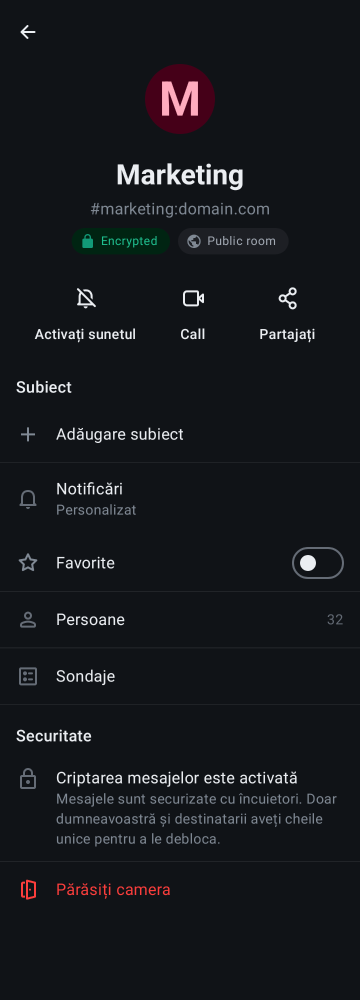 M
Marketing
#marketing:domain.com
Encrypted
Public room
Activați sunetul
Call
Partajați
Subiect
Adăugare subiect
Notificări
Personalizat
Favorite
Persoane
32
Sondaje
Securitate
Criptarea mesajelor este activată
Mesajele sunt securizate cu încuietori. Doar
dumneavoastră și destinatarii aveți cheile
unice pentru a le debloca.
Părăsiți camera